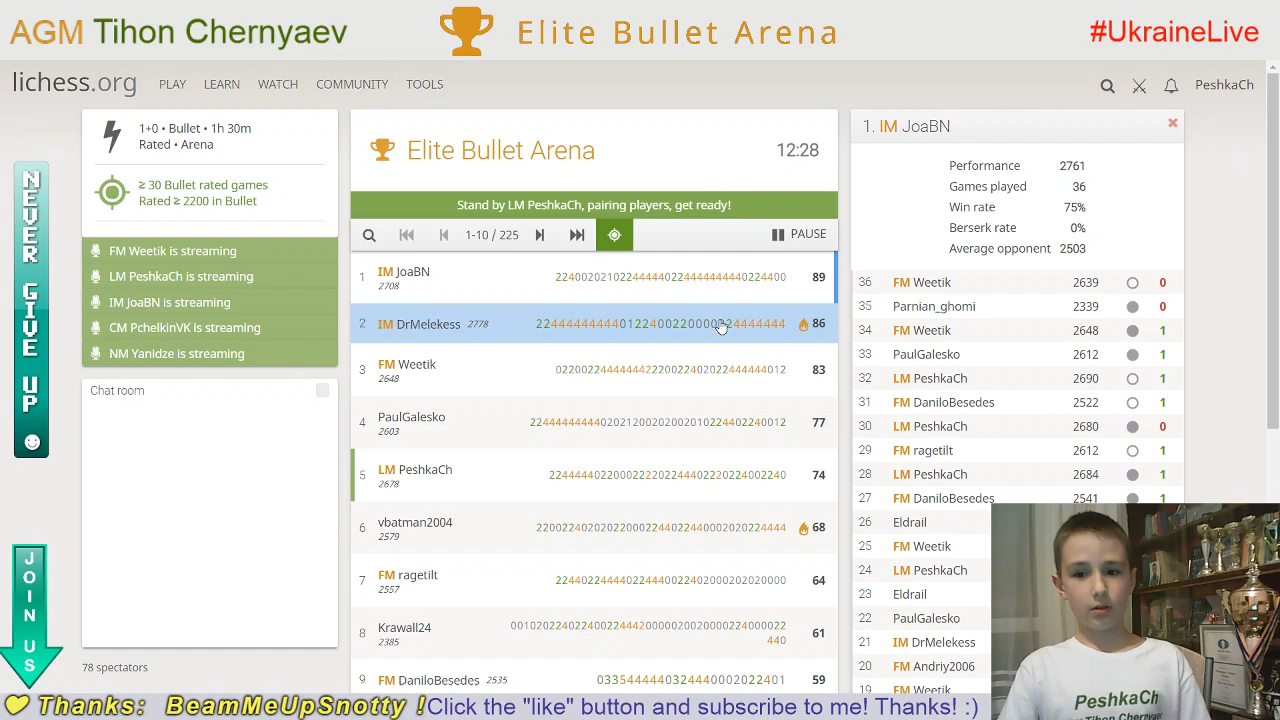 AGM Tihon Chernyaev
Elite Bullet Arena
#UkraineLive
lichess.org
PLAY
LEARN
WATCH
COMMUNITY
TOOLS
PeshkaCh
NEVER GIVE UP
JOIN US
1+0 • Bullet • 1h 30m
Rated • Arena
≥ 30 Bullet rated games
Rated ≥ 2200 in Bullet
FM Weetik is streaming
LM PeshkaCh is streaming
IM JoaBN is streaming
CM PchelkinVK is streaming
NM Yanidze is streaming
Chat room
78 spectators
Elite Bullet Arena
12:28
Stand by LM PeshkaCh, pairing players, get ready!
1-10 / 225
PAUSE
1 IM JoaBN 2708 89
2 IM DrMelekess 2778 86
3 FM Weetik 2648 83
4 PaulGalesko 2603 77
5 LM PeshkaCh 2678 74
6 vbatman2004 2579 68
7 FM ragetilt 2557 64
8 Krawall24 2385 61
9 FM DaniloBesedes 2535 59
1. IM JoaBN
Performance 2761
Games played 36
Win rate 75%
Berserk rate 0%
Average opponent 2503
36 FM Weetik 2639 0
35 Parnian_ghomi 2339 0
34 FM Weetik 2648 1
33 PaulGalesko 2612 1
32 LM PeshkaCh 2690 1
31 FM DaniloBesedes 2522 1
30 LM PeshkaCh 2680 0
29 FM ragetilt 2612 1
28 LM PeshkaCh 2684 1
27 FM DaniloBesedes 2541 1
26 Eldrail
25 FM Weetik
24 LM PeshkaCh
23 Eldrail
22 PaulGalesko
21 IM DrMelekess
20 FM Andriy2006
19 FM Weetik
PeshkaCh
Thanks: BeamMeUpSnotty !
Click the "like" button and subscribe to me! Thanks! :)